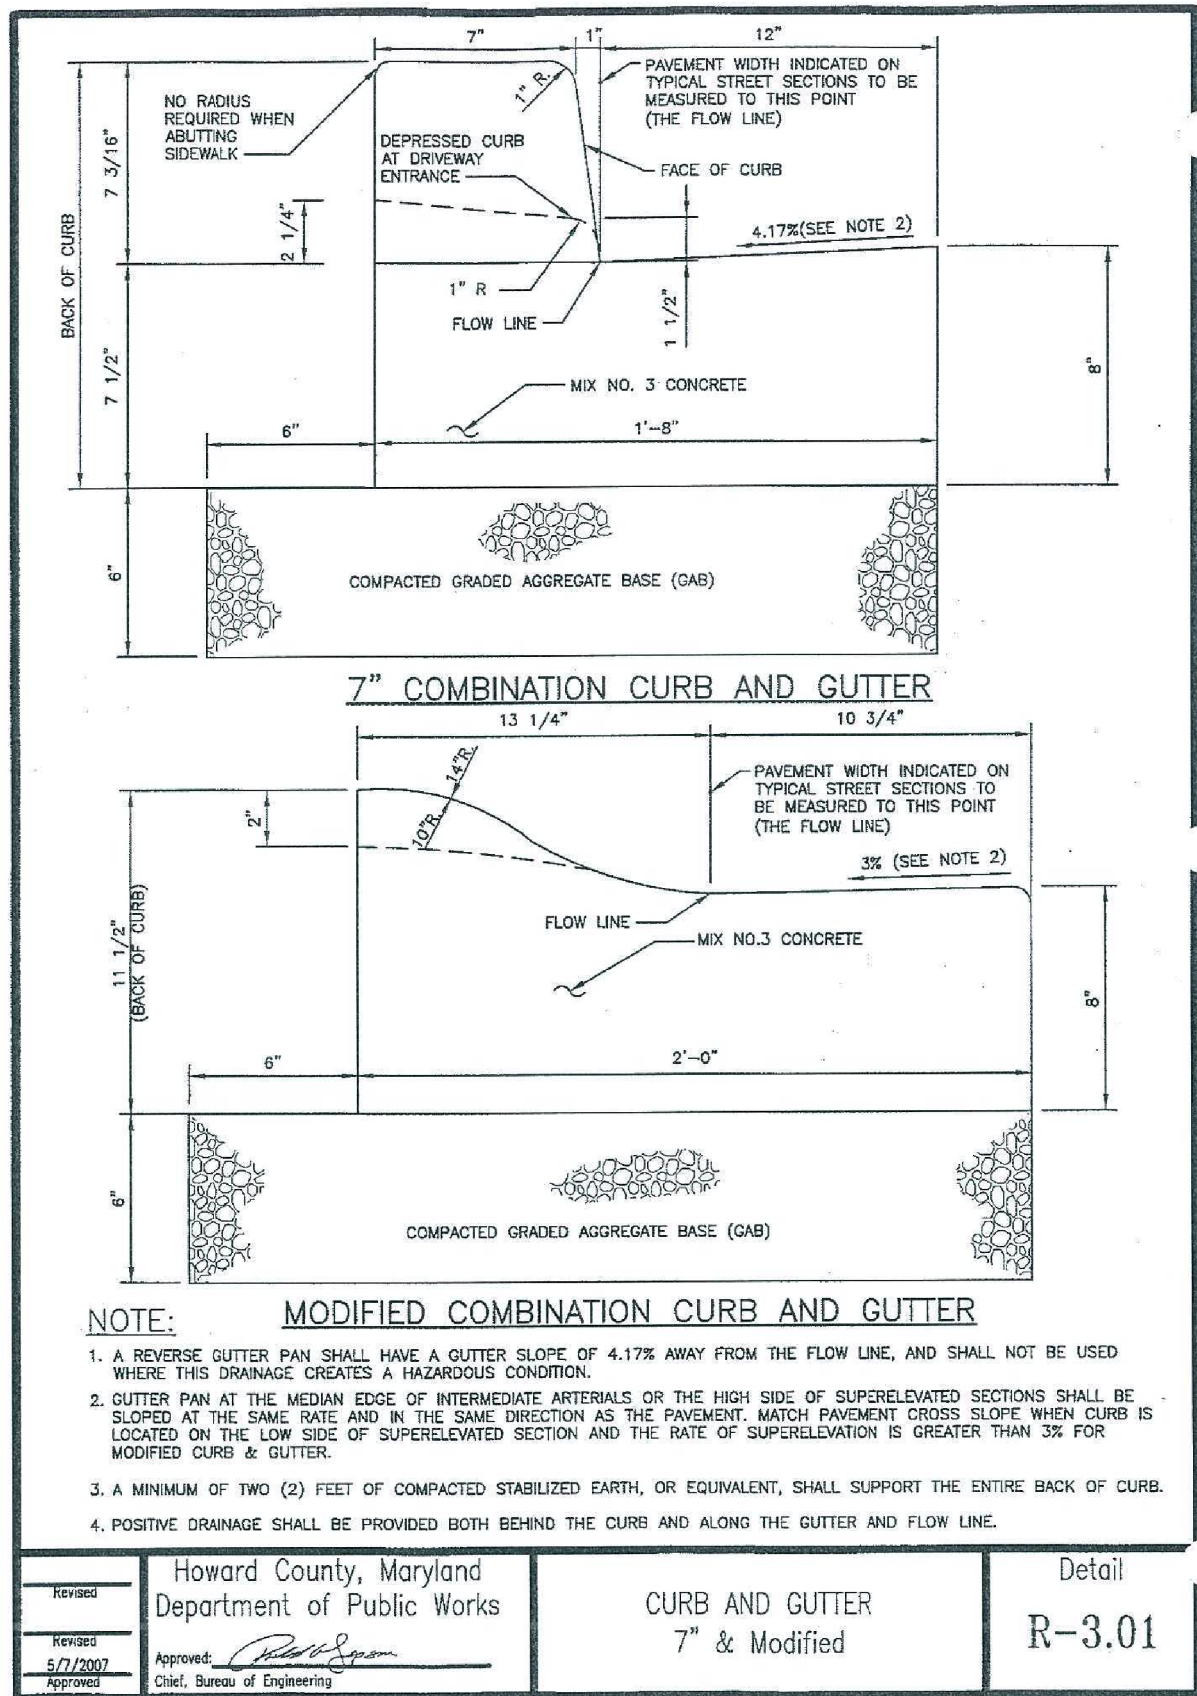 7" 1" 12"
NO RADIUS
REQUIRED WHEN
ABUTTING
SIDEWALK
1" R.
PAVEMENT WIDTH INDICATED ON
TYPICAL STREET SECTIONS TO BE
MEASURED TO THIS POINT
(THE FLOW LINE)
DEPRESSED CURB
AT DRIVEWAY
ENTRANCE
FACE OF CURB
7 3/16"
2 1/4"
4.17%(SEE NOTE 2)
BACK OF CURB
1" R
FLOW LINE
1 1/2"
7 1/2"
8"
MIX NO. 3 CONCRETE
6"
1'-8"
6"
COMPACTED GRADED AGGREGATE BASE (GAB)
7" COMBINATION CURB AND GUTTER
13 1/4" 10 3/4"
14"R.
10"R.
2"
PAVEMENT WIDTH INDICATED ON
TYPICAL STREET SECTIONS TO
BE MEASURED TO THIS POINT
(THE FLOW LINE)
3% (SEE NOTE 2)
11 1/2"
(BACK OF CURB)
FLOW LINE
MIX NO.3 CONCRETE
8"
6"
2'-0"
6"
COMPACTED GRADED AGGREGATE BASE (GAB)
MODIFIED COMBINATION CURB AND GUTTER
NOTE:
1. A REVERSE GUTTER PAN SHALL HAVE A GUTTER SLOPE OF 4.17% AWAY FROM THE FLOW LINE, AND SHALL NOT BE USED
WHERE THIS DRAINAGE CREATES A HAZARDOUS CONDITION.
2. GUTTER PAN AT THE MEDIAN EDGE OF INTERMEDIATE ARTERIALS OR THE HIGH SIDE OF SUPERELEVATED SECTIONS SHALL BE
SLOPED AT THE SAME RATE AND IN THE SAME DIRECTION AS THE PAVEMENT. MATCH PAVEMENT CROSS SLOPE WHEN CURB IS
LOCATED ON THE LOW SIDE OF SUPERELEVATED SECTION AND THE RATE OF SUPERELEVATION IS GREATER THAN 3% FOR
MODIFIED CURB & GUTTER.
3. A MINIMUM OF TWO (2) FEET OF COMPACTED STABILIZED EARTH, OR EQUIVALENT, SHALL SUPPORT THE ENTIRE BACK OF CURB.
4. POSITIVE DRAINAGE SHALL BE PROVIDED BOTH BEHIND THE CURB AND ALONG THE GUTTER AND FLOW LINE.
Revised
Revised
5/7/2007
Approved
Howard County, Maryland
Department of Public Works
Approved:
Chief, Bureau of Engineering
CURB AND GUTTER
7" & Modified
Detail
R-3.01